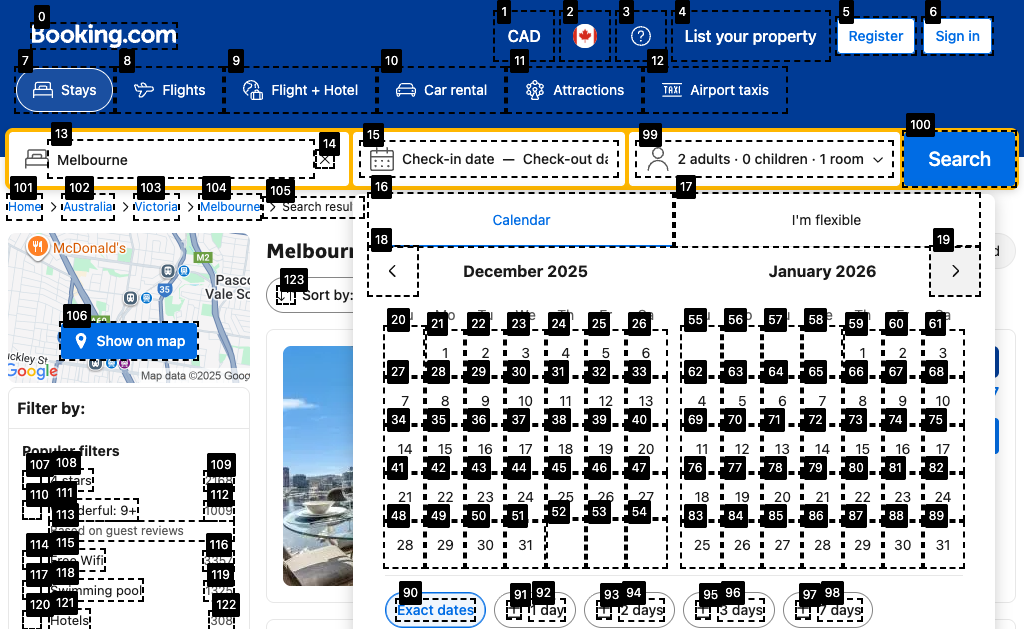 Booking.com
CAD
List your property
Register
Sign in
Stays
Flights
Flight + Hotel
Car rental
Attractions
Airport taxis
Melbourne
Check-in date — Check-out da
2 adults · 0 children · 1 room
Search
Home > Australia > Victoria > Melbourne > Search resul
Calendar
I'm flexible
McDonald's
M2
35
Vale Sc
Show on map
ckley St
Google
Map data ©2025 Goog
Melbour
Sort by:
December 2025
January 2026
1 2 3 4 5 6
1 2 3
7 8 9 10 11 12 13
4 5 6 7 8 9 10
14 15 16 17 18 19 20
11 12 13 14 15 16 17
21 22 23 24 25 26 27
18 19 20 21 22 23 24
28 29 30 31
25 26 27 28 29 30 31
Exact dates
1 day
2 days
3 days
7 days
Filter by:
Popular filters
stars
derful: 9+
1009
based on guest reviews
Free Wifi
Swimming pool
1325
Hotels
308
0
1
2
3
4
5
6
7
8
9
10
11
12
13
14
15
99
100
101
102
103
104
105
16
17
18
19
106
123
20 21 22 23 24 25 26
55 56 57 58 59 60 61
27 28 29 30 31 32 33
62 63 64 65 66 67 68
34 35 36 37 38 39 40
69 70 71 72 73 74 75
41 42 43 44 45 46 47
76 77 78 79 80 81 82
48 49 50 51 52 53 54
83 84 85 86 87 88 89
90
91 92
93 94
95 96
97 98
107 108 109
110 111 112
113
114 115 116
117 118 119
120 121 122